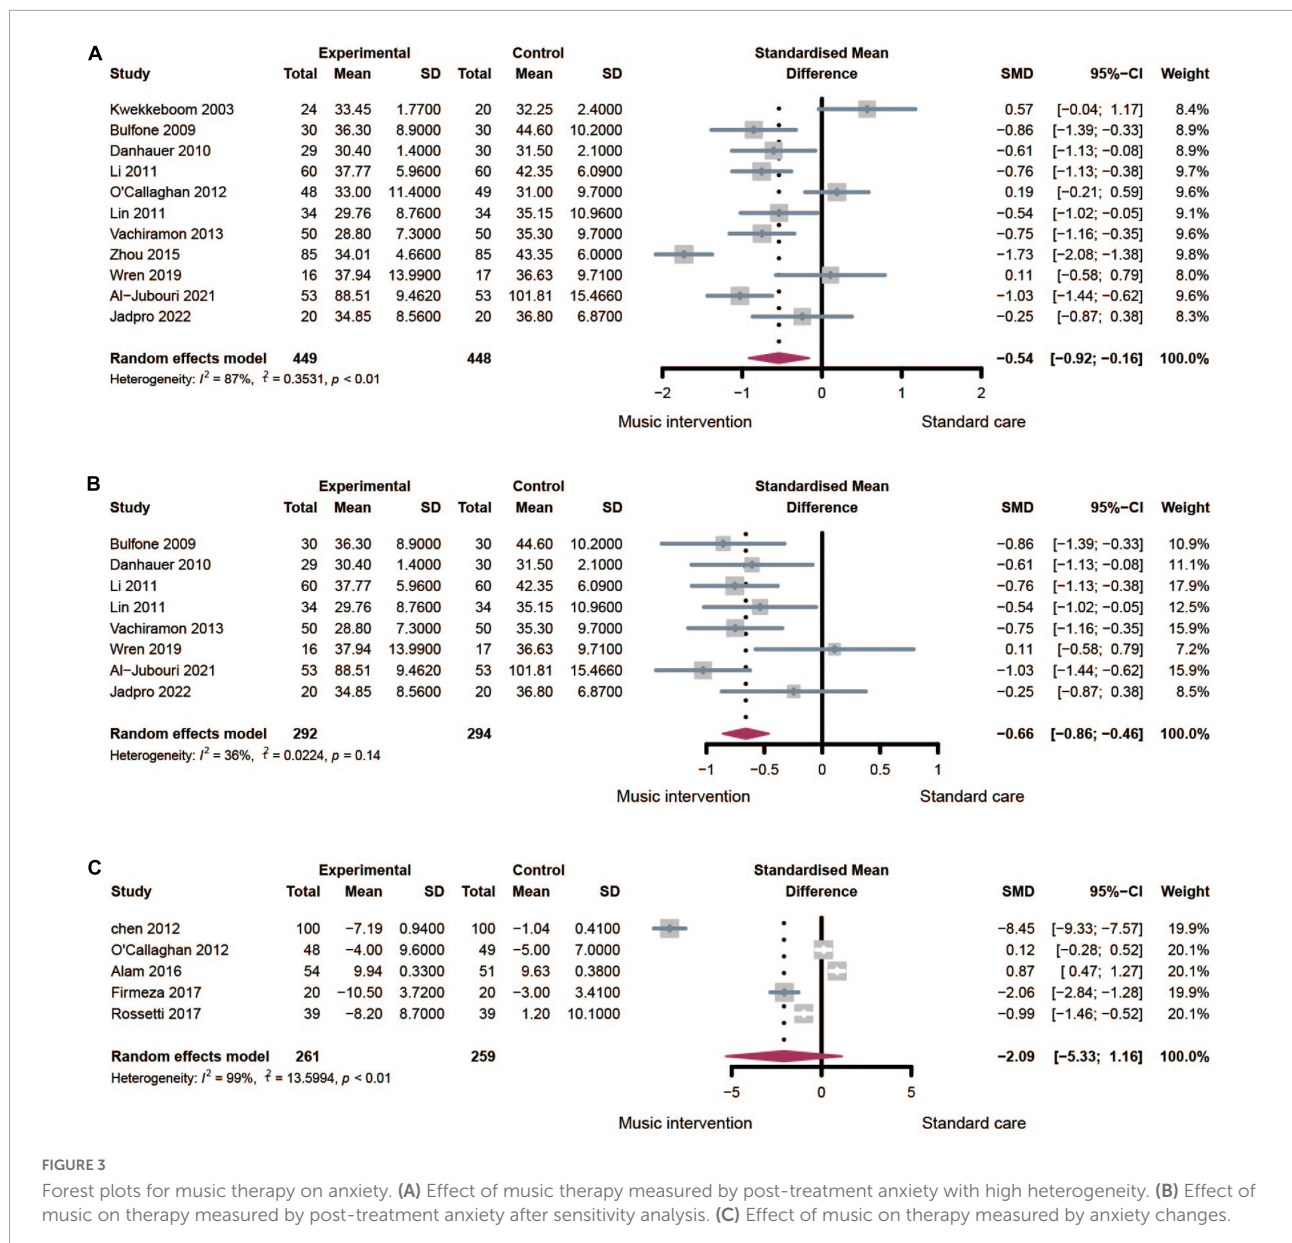 A
Experimental Control Standardised Mean
Study Total Mean SD Total Mean SD Difference SMD 95%−CI Weight
Kwekkeboom 2003 24 33.45 1.7700 20 32.25 2.4000 0.57 [−0.04; 1.17] 8.4%
Bulfone 2009 30 36.30 8.9000 30 44.60 10.2000 −0.86 [−1.39; −0.33] 8.9%
Danhauer 2010 29 30.40 1.4000 30 31.50 2.1000 −0.61 [−1.13; −0.08] 8.9%
Li 2011 60 37.77 5.9600 60 42.35 6.0900 −0.76 [−1.13; −0.38] 9.7%
O'Callaghan 2012 48 33.00 11.4000 49 31.00 9.7000 0.19 [−0.21; 0.59] 9.6%
Lin 2011 34 29.76 8.7600 34 35.15 10.9600 −0.54 [−1.02; −0.05] 9.1%
Vachiramon 2013 50 28.80 7.3000 50 35.30 9.7000 −0.75 [−1.16; −0.35] 9.6%
Zhou 2015 85 34.01 4.6600 85 43.35 6.0000 −1.73 [−2.08; −1.38] 9.8%
Wren 2019 16 37.94 13.9900 17 36.63 9.7100 0.11 [−0.58; 0.79] 8.0%
Al−Jubouri 2021 53 88.51 9.4620 53 101.81 15.4660 −1.03 [−1.44; −0.62] 9.6%
Jadpro 2022 20 34.85 8.5600 20 36.80 6.8700 −0.25 [−0.87; 0.38] 8.3%
Random effects model 449 448 −0.54 [−0.92; −0.16] 100.0%
Heterogeneity: I² = 87%, τ² = 0.3531, p < 0.01
−2 −1 0 1 2
Music intervention Standard care
B
Experimental Control Standardised Mean
Study Total Mean SD Total Mean SD Difference SMD 95%−CI Weight
Bulfone 2009 30 36.30 8.9000 30 44.60 10.2000 −0.86 [−1.39; −0.33] 10.9%
Danhauer 2010 29 30.40 1.4000 30 31.50 2.1000 −0.61 [−1.13; −0.08] 11.1%
Li 2011 60 37.77 5.9600 60 42.35 6.0900 −0.76 [−1.13; −0.38] 17.9%
Lin 2011 34 29.76 8.7600 34 35.15 10.9600 −0.54 [−1.02; −0.05] 12.5%
Vachiramon 2013 50 28.80 7.3000 50 35.30 9.7000 −0.75 [−1.16; −0.35] 15.9%
Wren 2019 16 37.94 13.9900 17 36.63 9.7100 0.11 [−0.58; 0.79] 7.2%
Al−Jubouri 2021 53 88.51 9.4620 53 101.81 15.4660 −1.03 [−1.44; −0.62] 15.9%
Jadpro 2022 20 34.85 8.5600 20 36.80 6.8700 −0.25 [−0.87; 0.38] 8.5%
Random effects model 292 294 −0.66 [−0.86; −0.46] 100.0%
Heterogeneity: I² = 36%, τ² = 0.0224, p = 0.14
−1 −0.5 0 0.5 1
Music intervention Standard care
C
Experimental Control Standardised Mean
Study Total Mean SD Total Mean SD Difference SMD 95%−CI Weight
chen 2012 100 −7.19 0.9400 100 −1.04 0.4100 −8.45 [−9.33; −7.57] 19.9%
O'Callaghan 2012 48 −4.00 9.6000 49 −5.00 7.0000 0.12 [−0.28; 0.52] 20.1%
Alam 2016 54 9.94 0.3300 51 9.63 0.3800 0.87 [0.47; 1.27] 20.1%
Firmeza 2017 20 −10.50 3.7200 20 −3.00 3.4100 −2.06 [−2.84; −1.28] 19.9%
Rossetti 2017 39 −8.20 8.7000 39 1.20 10.1000 −0.99 [−1.46; −0.52] 20.1%
Random effects model 261 259 −2.09 [−5.33; 1.16] 100.0%
Heterogeneity: I² = 99%, τ² = 13.5994, p < 0.01
−5 0 5
Music intervention Standard care
FIGURE 3
Forest plots for music therapy on anxiety. (A) Effect of music therapy measured by post-treatment anxiety with high heterogeneity. (B) Effect of
music on therapy measured by post-treatment anxiety after sensitivity analysis. (C) Effect of music on therapy measured by anxiety changes.